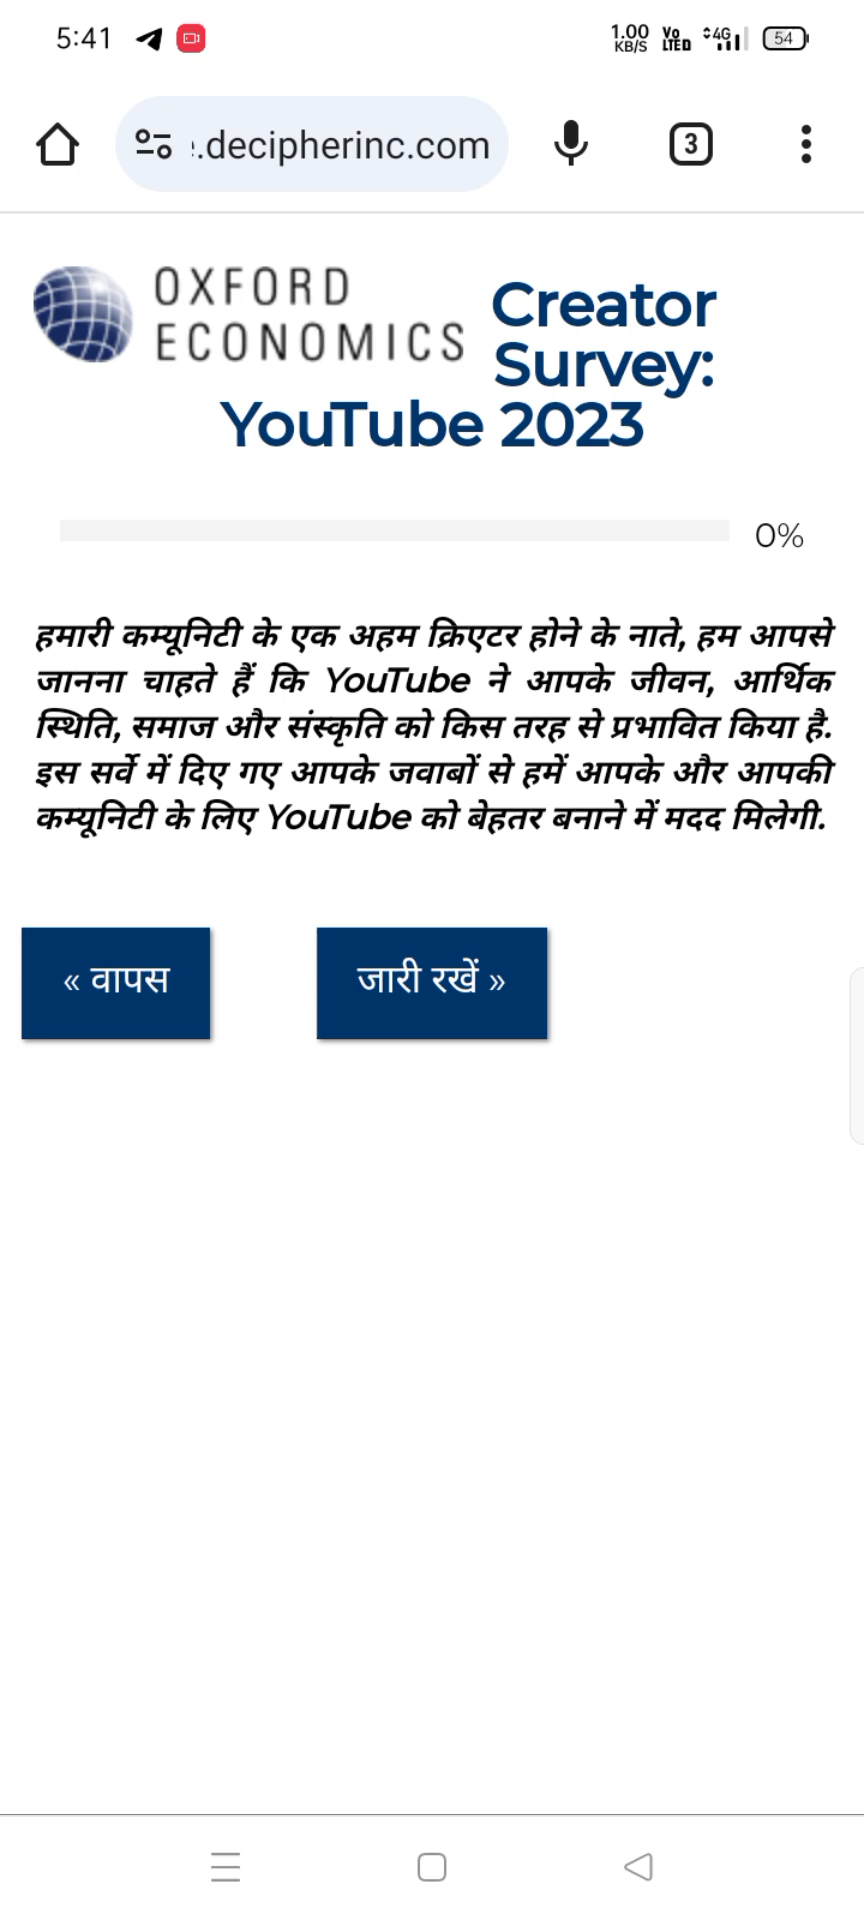 5:41
1.00 KB/S
Vo LTED
4G
54
.decipherinc.com
3
OXFORD
ECONOMICS
Creator
Survey:
YouTube 2023
0%
हमारी कम्यूनिटी के एक अहम क्रिएटर होने के नाते, हम आपसे
जानना चाहते हैं कि YouTube ने आपके जीवन, आर्थिक
स्थिति, समाज और संस्कृति को किस तरह से प्रभावित किया है.
इस सर्वे में दिए गए आपके जवाबों से हमें आपके और आपकी
कम्यूनिटी के लिए YouTube को बेहतर बनाने में मदद मिलेगी.
« वापस
जारी रखें »